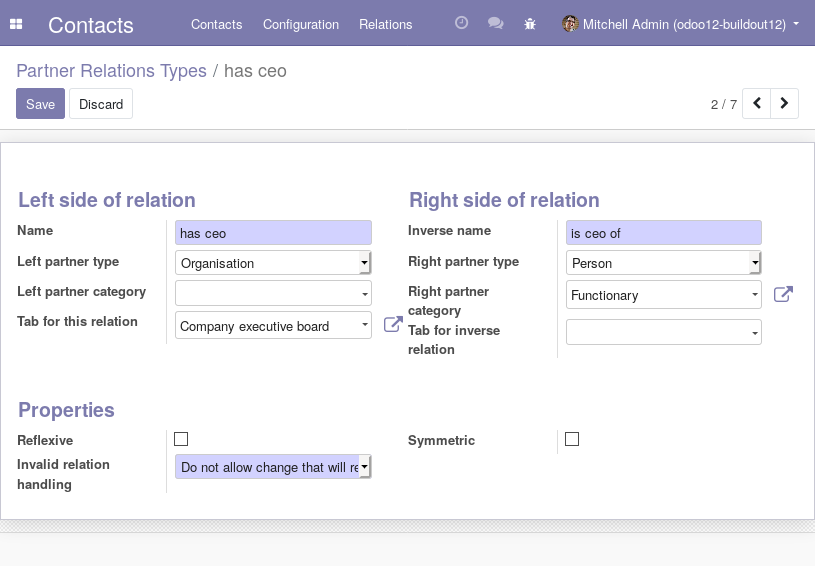 Contacts Contacts Configuration Relations Mitchell Admin (odoo12-buildout12)
Partner Relations Types / has ceo
Save Discard 2 / 7
Left side of relation
Name has ceo
Left partner type Organisation
Left partner category
Tab for this relation Company executive board
Right side of relation
Inverse name is ceo of
Right partner type Person
Right partner
category Functionary
Tab for inverse
relation
Properties
Reflexive
Symmetric
Invalid relation
handling Do not allow change that will re